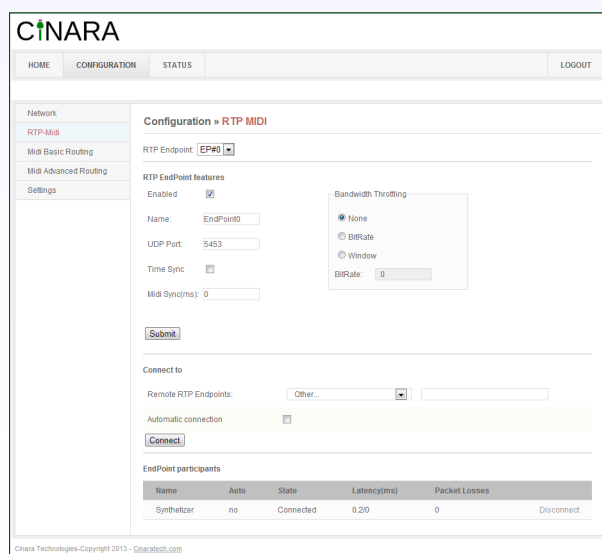 CINARA
HOME CONFIGURATION STATUS LOGOUT
Network
RTP-Midi
Midi Basic Routing
Midi Advanced Routing
Settings
Configuration » RTP MIDI
RTP Endpoint: EP#0
RTP EndPoint features
Enabled
Name: EndPoint0
UDP Port: 5453
Time Sync
Midi Sync(ms): 0
Bandwidth Throttling
None
BitRate
Window
BitRate: 0
Submit
Connect to
Remote RTP Endpoints: Other...
Automatic connection
Connect
EndPoint participants
Name Auto State Latency(ms) Packet Losses
Synthetizer no Connected 0.2/0 0 Disconnect
Cinara Technologies-Copyright 2013 - Cinaratech.com